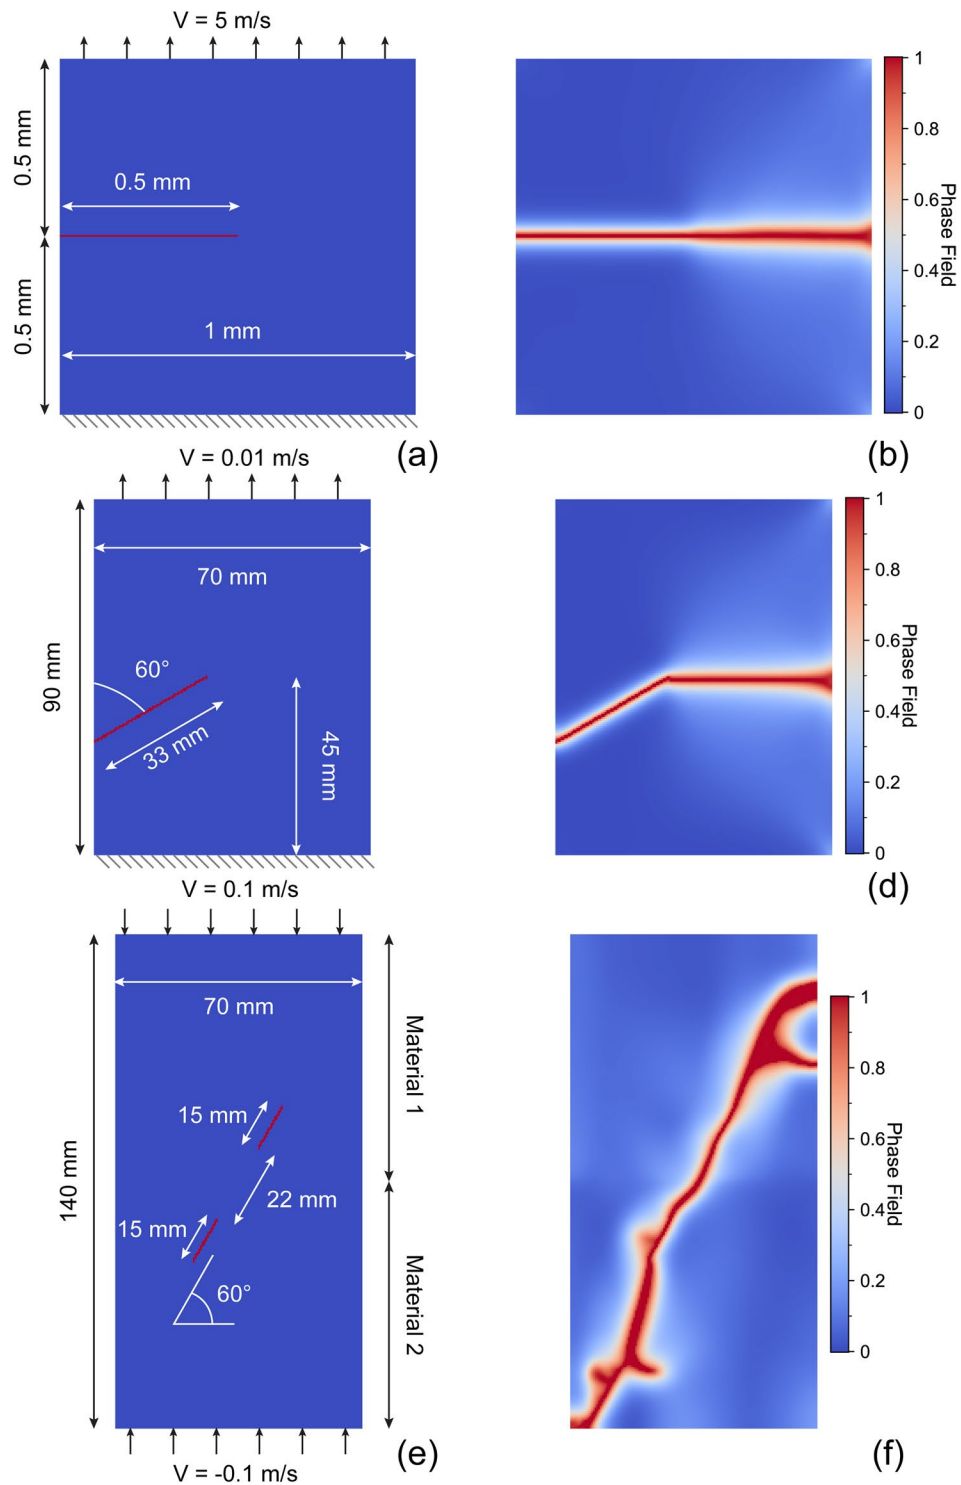 V = 5 m/s
0.5 mm
0.5 mm
0.5 mm
1 mm
(a)
1
0.8
0.6
0.4
0.2
0
Phase Field
(b)
V = 0.01 m/s
70 mm
90 mm
60°
33 mm
45 mm
1
0.8
0.6
0.4
0.2
0
Phase Field
(d)
V = 0.1 m/s
70 mm
140 mm
15 mm
22 mm
15 mm
60°
Material 1
Material 2
V = -0.1 m/s
(e)
1
0.8
0.6
0.4
0.2
0
Phase Field
(f)